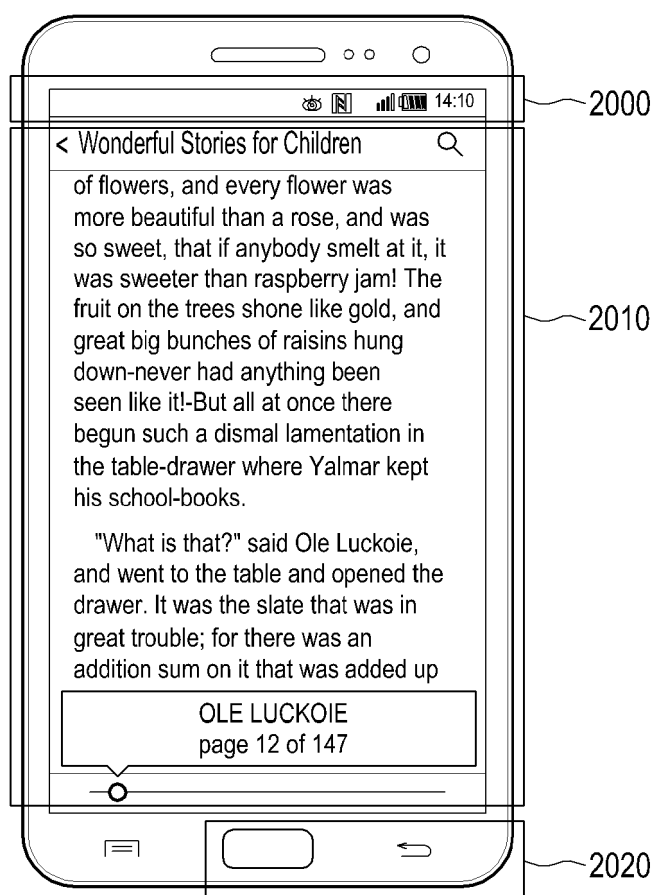 14:10
2000
< Wonderful Stories for Children
of flowers, and every flower was
more beautiful than a rose, and was
so sweet, that if anybody smelt at it, it
was sweeter than raspberry jam! The
fruit on the trees shone like gold, and
great big bunches of raisins hung
down-never had anything been
seen like it!-But all at once there
begun such a dismal lamentation in
the table-drawer where Yalmar kept
his school-books.
2010
"What is that?" said Ole Luckoie,
and went to the table and opened the
drawer. It was the slate that was in
great trouble; for there was an
addition sum on it that was added up
OLE LUCKOIE
page 12 of 147
2020